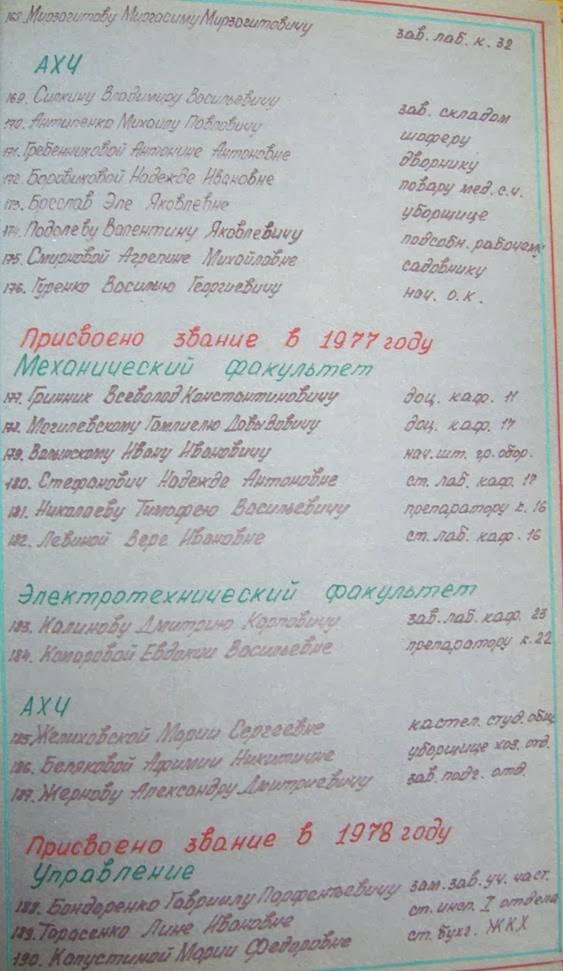 168. Мирзагитову Миргасиму Мирзагитовичу зав. лаб. к. 32
АХЧ
169. Силкину Владимиру Васильевичу зав. складом
170. Антипенко Михаилу Павловичу шоферу
171. Гребенниковой Антонине Антоновне дворнику
172. Боровиковой Надежде Ивановне повару мед. с.ч.
173. Бреслав Эле Яковлевне уборщице
174. Подолеву Валентину Яковлевичу подсобн. рабочему
175. Смирновой Агрепине Михайловне садовнику
176. Гуренко Василию Георгиевичу нач. о.к.
Присвоено звание в 1977 году
Механический факультет
177. Гринник Всеволод Константиновичу доц. каф. 11
178. Могилевскому Гамлиелю Довыдовичу доц. каф. 17
179. Волынскому Ивану Ивановичу нач. шт. гр. обор.
180. Стефанович Надежде Антоновне ст. лаб. каф. 17
181. Николаеву Тимофею Васильевичу препаратору к. 16
182. Левиной Вере Ивановне ст. лаб. каф. 16
Электротехнический факультет
183. Калинову Дмитрию Карповичу зав. лаб. каф. 23
184. Комаровой Евдокии Васильевне препаратору к. 22
АХЧ
185. Желиховской Марии Сергеевне кастел. студ. общ.
186. Беляковой Афимии Никитичне уборщице хоз. отд.
187. Жернову Александру Дмитриевичу зав. подг. отд.
Присвоено звание в 1978 году
Управление
188. Бондаренко Гавриилу Парфентьевичу зам. зав. уч. част.
189. Тарасенко Лине Ивановне ст. инсп. I отдела
190. Капустиной Марии Федоровне ст. бухг. ЖКХ